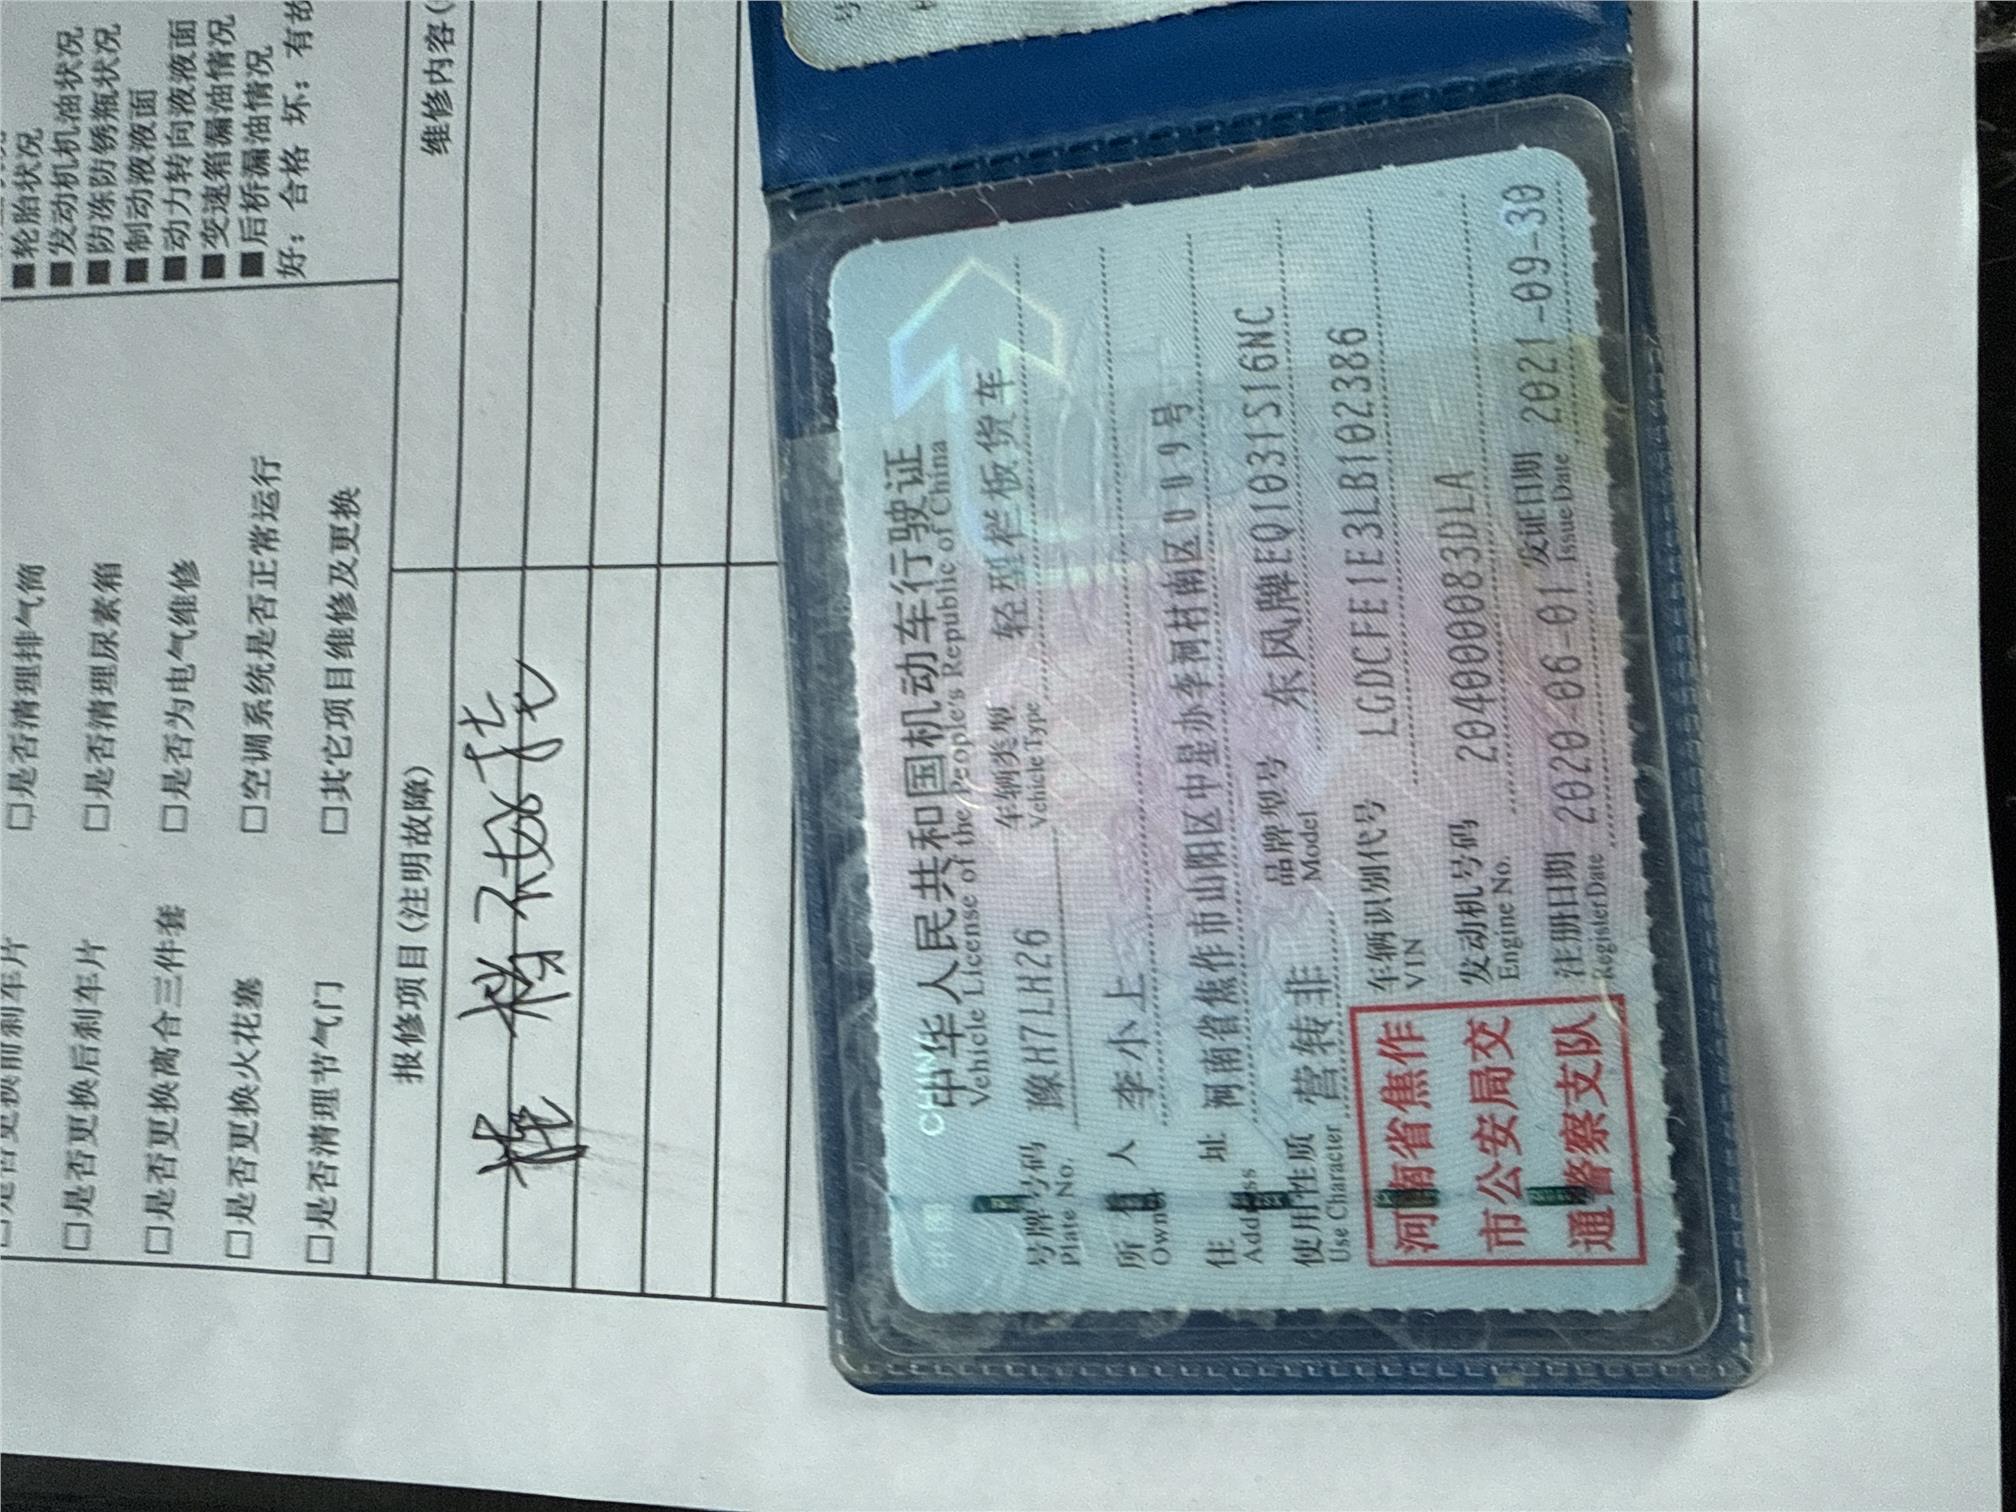 轮胎状况
发动机机油状况
防冻防锈瓶状况
制动液液面
动力转向液液面
变速箱漏油情况
后桥漏油情况
好： 合格 坏：有故
□是否清理排气筒
□是否更换后刹车片 □是否清理尿素箱
□是否更换离合三件套 □是否为电气维修
□是否更换火花塞 □空调系统是否正常运行
□是否清理节气门 □其它项目维修及更换
报修项目(注明故障) 维修内容(
CHINA
中华人民共和国机动车行驶证
Vehicle License of the People's Republic of China
号牌号码 豫H7LH26 车辆类型 轻型栏板货车
Plate No. Vehicle Type
所有人 李小上
Owner
住址 河南省焦作市山阳区中星办李河村南区009号
Address
使用性质 营转非 品牌型号 东风牌EQ1031S16NC
Use Character Model
河南省焦作
市公安局交
通警察支队
车辆识别代号 LGDCFE1E3LB102386
VIN
发动机号码 204000083DLA
Engine No.
注册日期 2020-06-01 发证日期 2021-09-30
Register Date Issue Date